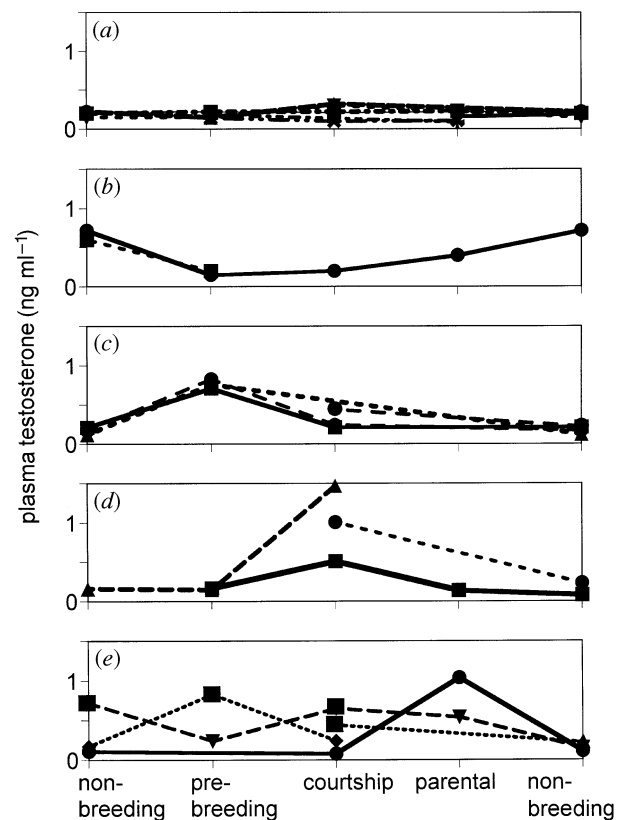 (a)
1
0
(b)
1
0
(c)
1
0
(d)
1
0
(e)
1
0
plasma testosterone (ng ml⁻¹)
non-
breeding
pre-
breeding
courtship
parental
non-
breeding